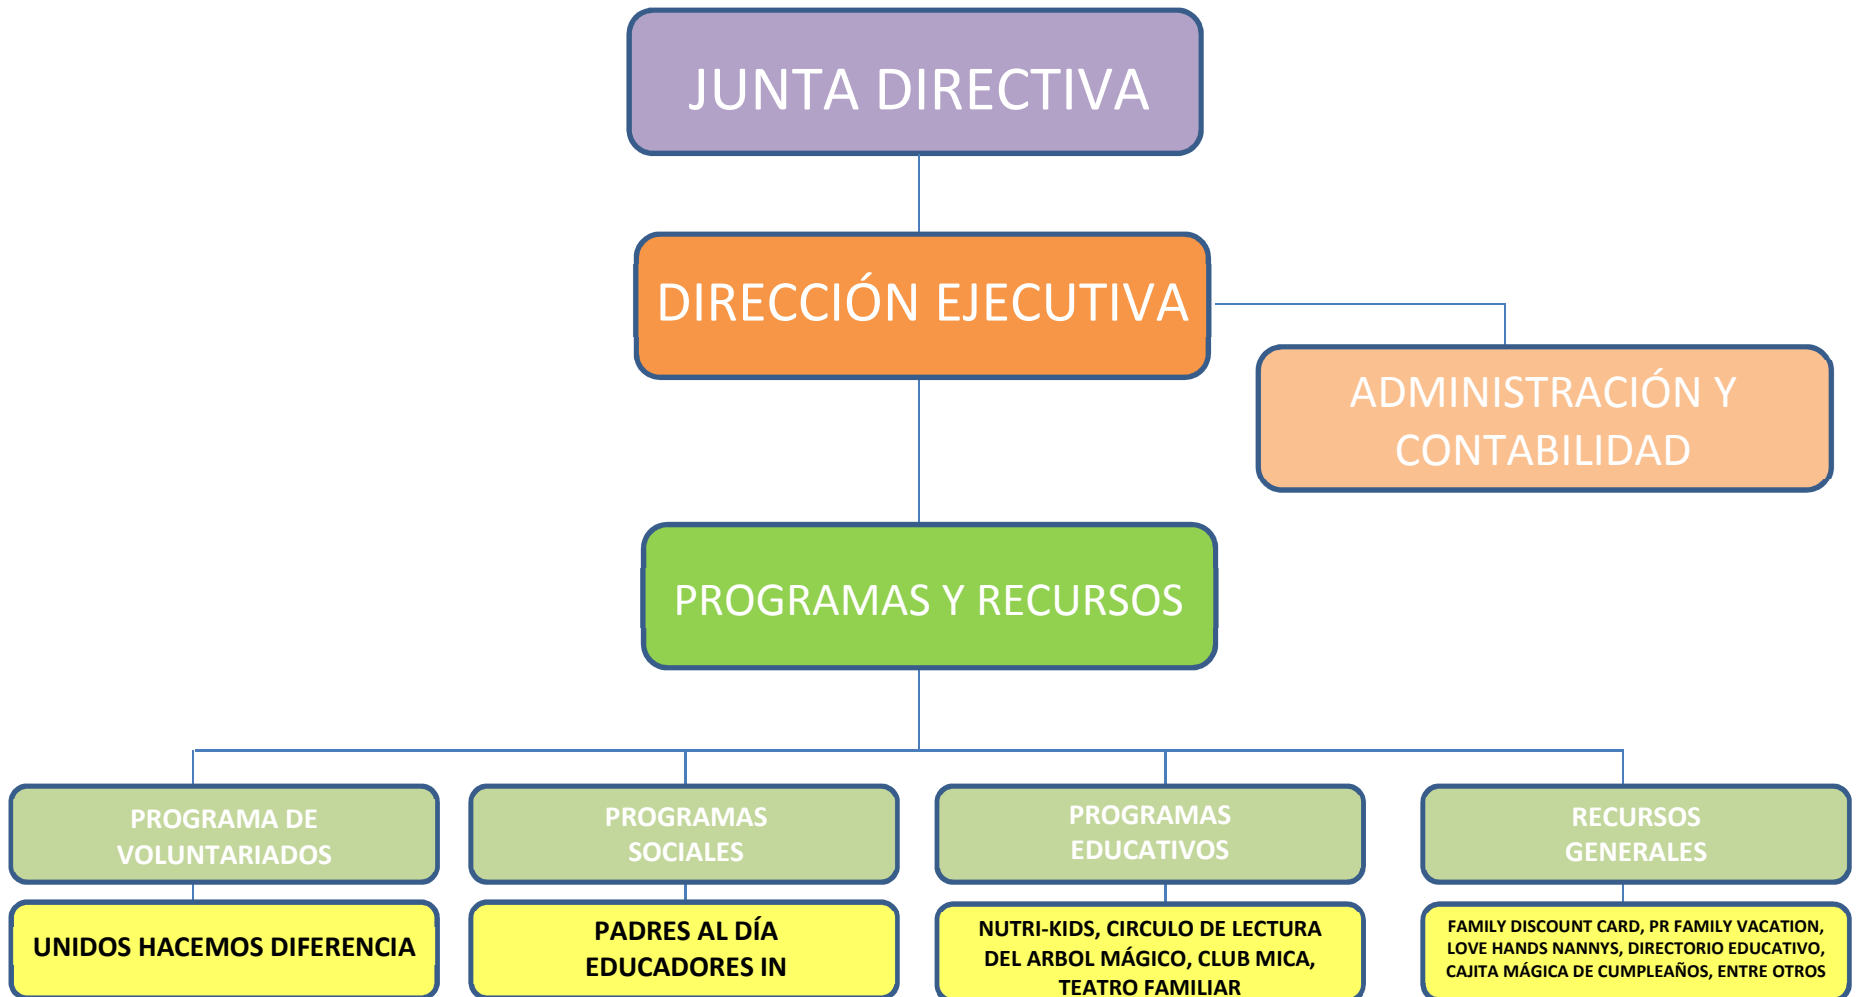 JUNTA DIRECTIVA
DIRECCIÓN EJECUTIVA
ADMINISTRACIÓN Y
CONTABILIDAD
PROGRAMAS Y RECURSOS
PROGRAMA DE
VOLUNTARIADOS
PROGRAMAS
SOCIALES
PROGRAMAS
EDUCATIVOS
RECURSOS
GENERALES
UNIDOS HACEMOS DIFERENCIA
PADRES AL DÍA
EDUCADORES IN
NUTRI-KIDS, CIRCULO DE LECTURA
DEL ARBOL MÁGICO, CLUB MICA,
TEATRO FAMILIAR
FAMILY DISCOUNT CARD, PR FAMILY VACATION,
LOVE HANDS NANNYS, DIRECTORIO EDUCATIVO,
CAJITA MÁGICA DE CUMPLEAÑOS, ENTRE OTROS